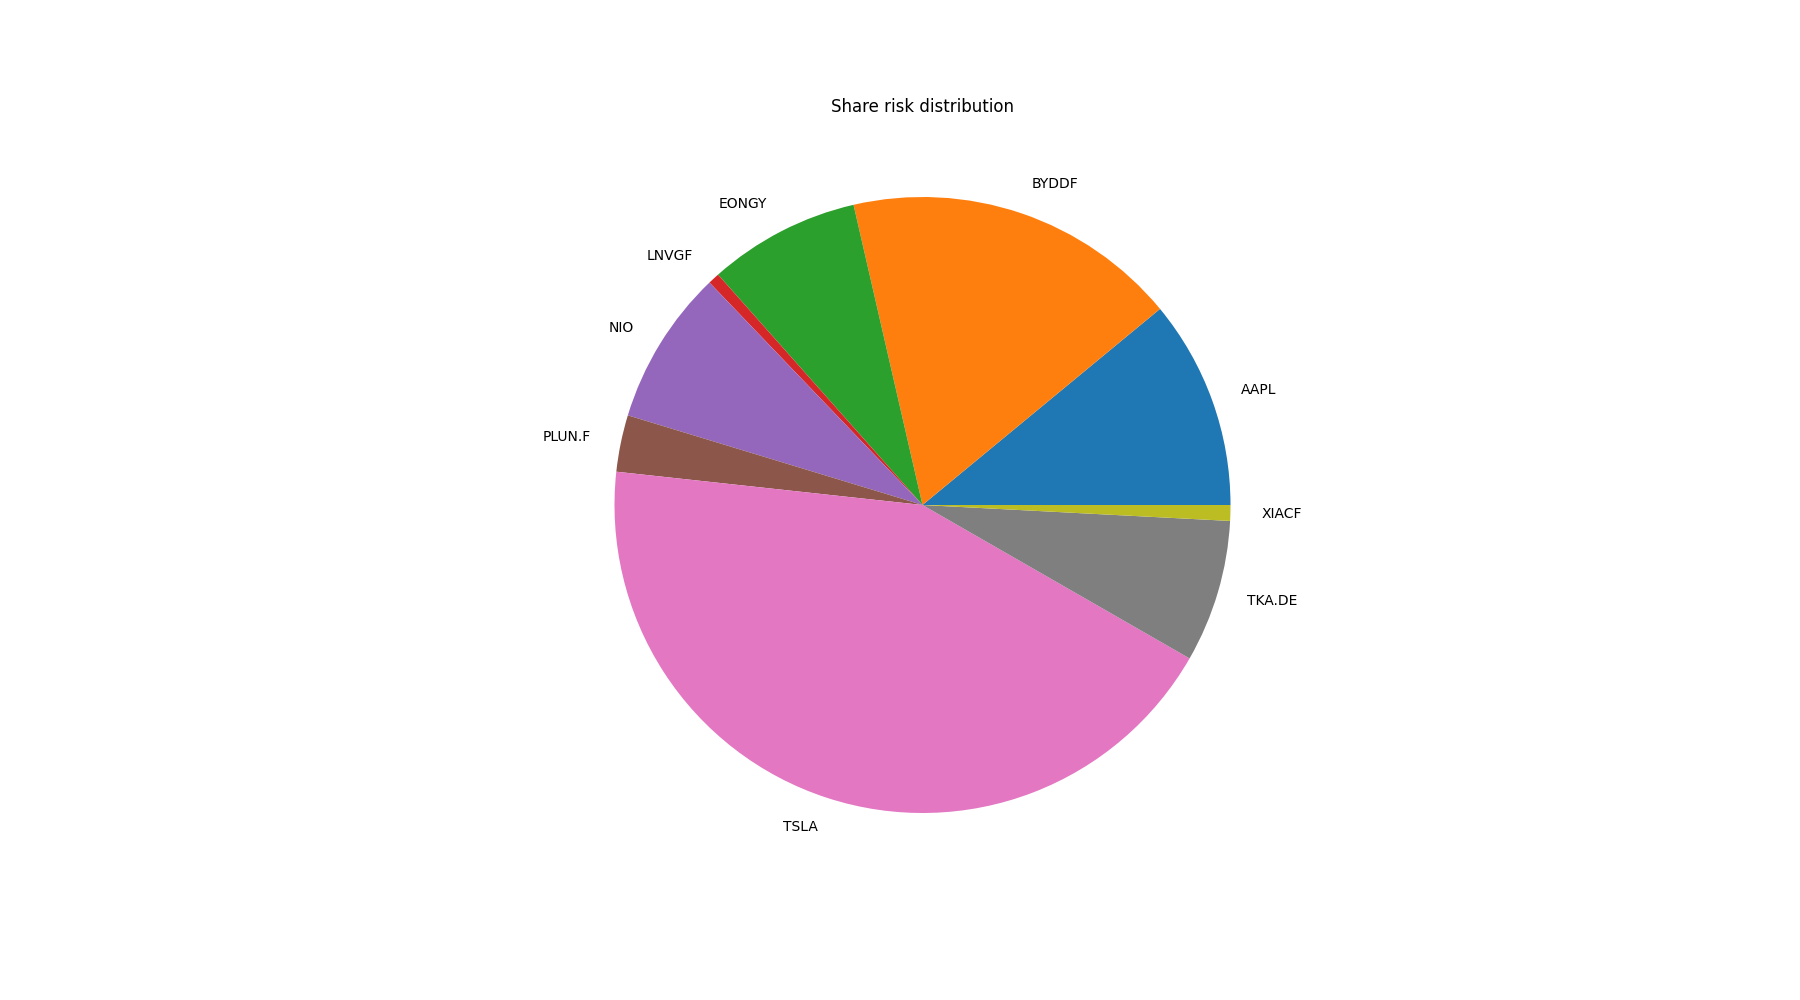 Share risk distribution
BYDDF
EONGY
LNVGF
NIO
AAPL
PLUN.F
XIACF
TKA.DE
TSLA